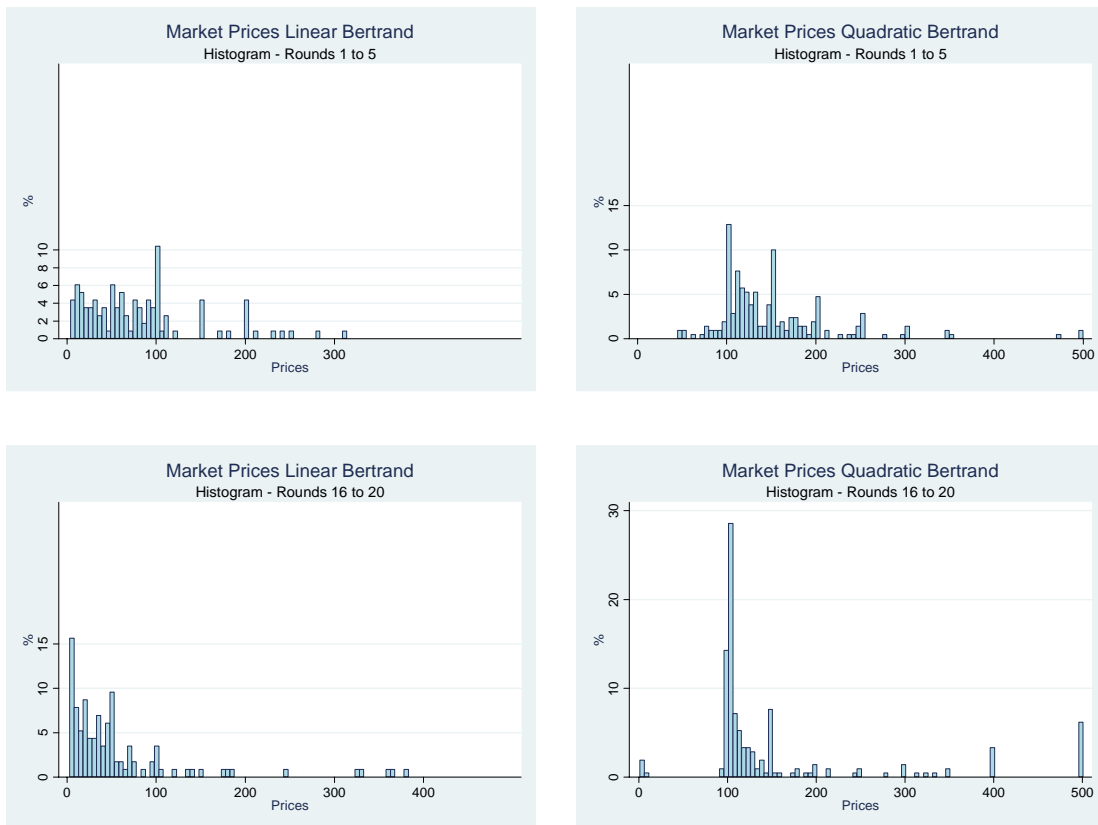 Market Prices Linear Bertrand
Histogram - Rounds 1 to 5
%
10
8
6
4
2
0
0 100 200 300
Prices
Market Prices Quadratic Bertrand
Histogram - Rounds 1 to 5
%
15
10
5
0
0 100 200 300 400 500
Prices
Market Prices Linear Bertrand
Histogram - Rounds 16 to 20
%
15
10
5
0
0 100 200 300 400
Prices
Market Prices Quadratic Bertrand
Histogram - Rounds 16 to 20
%
30
20
10
0
0 100 200 300 400 500
Prices